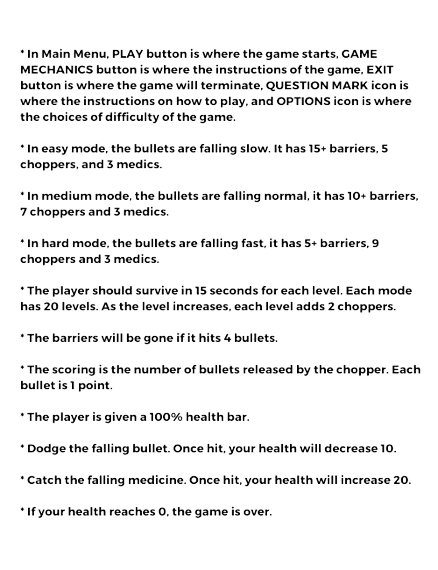 * In Main Menu, PLAY button is where the game starts, GAME
MECHANICS button is where the instructions of the game, EXIT
button is where the game will terminate, QUESTION MARK icon is
where the instructions on how to play, and OPTIONS icon is where
the choices of difficulty of the game.
* In easy mode, the bullets are falling slow. It has 15+ barriers, 5
choppers, and 3 medics.
* In medium mode, the bullets are falling normal, it has 10+ barriers,
7 choppers and 3 medics.
* In hard mode, the bullets are falling fast, it has 5+ barriers, 9
choppers and 3 medics.
* The player should survive in 15 seconds for each level. Each mode
has 20 levels. As the level increases, each level adds 2 choppers.
* The barriers will be gone if it hits 4 bullets.
* The scoring is the number of bullets released by the chopper. Each
bullet is 1 point.
* The player is given a 100% health bar.
* Dodge the falling bullet. Once hit, your health will decrease 10.
* Catch the falling medicine. Once hit, your health will increase 20.
* If your health reaches 0, the game is over.